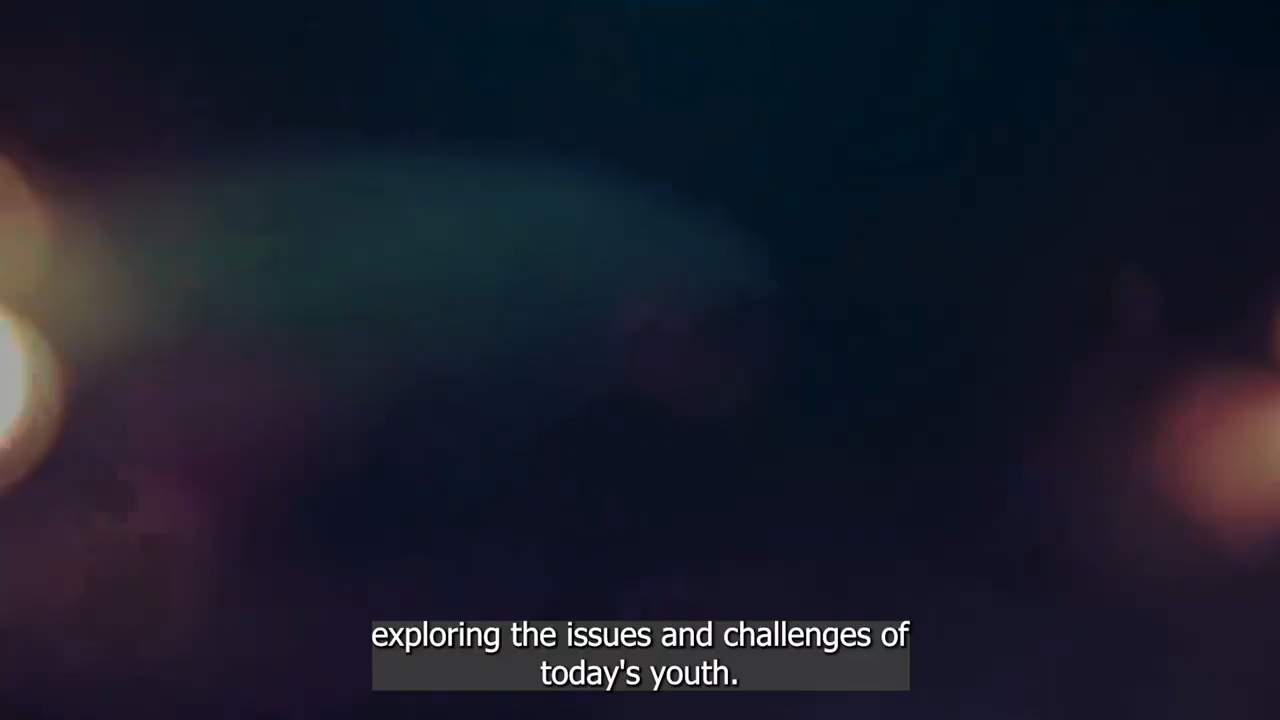 exploring the issues and challenges of
today's youth.